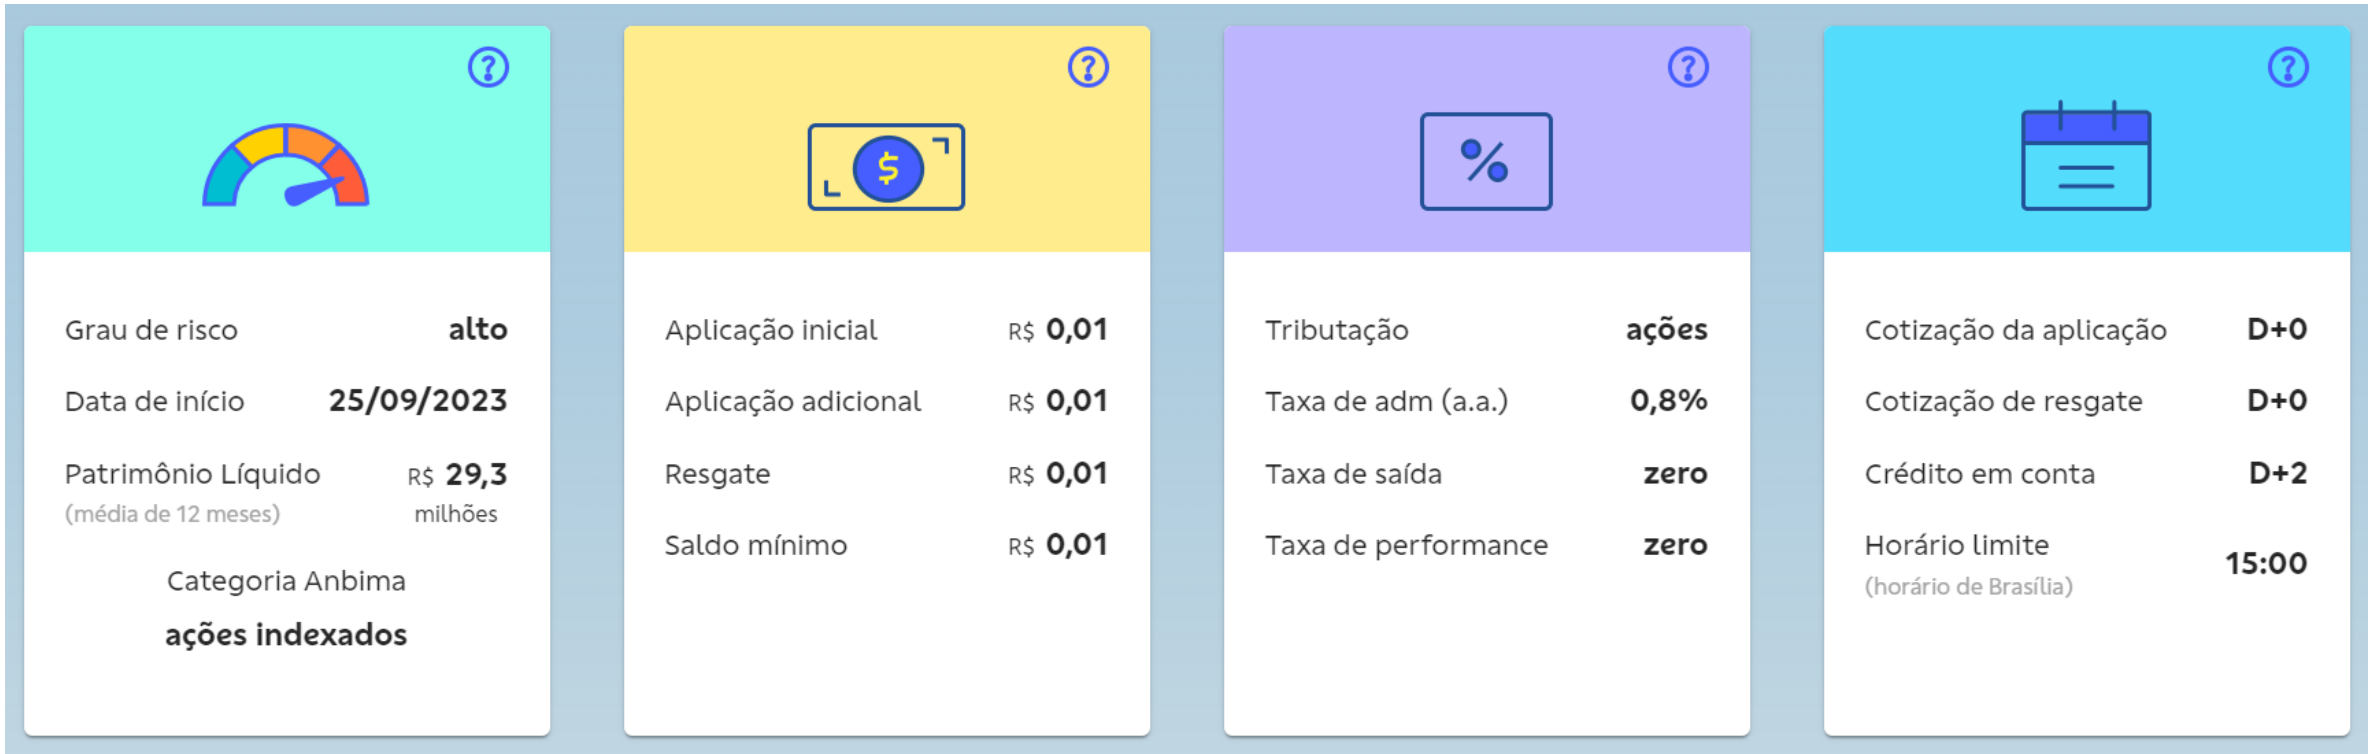 Grau de risco alto
Data de início 25/09/2023
Patrimônio Líquido R$ 29,3
(média de 12 meses) milhões
Categoria Anbima
ações indexados
$
Aplicação inicial R$ 0,01
Aplicação adicional R$ 0,01
Resgate R$ 0,01
Saldo mínimo R$ 0,01
%
Tributação ações
Taxa de adm (a.a.) 0,8%
Taxa de saída zero
Taxa de performance zero
Cotização da aplicação D+0
Cotização de resgate D+0
Crédito em conta D+2
Horário limite 15:00
(horário de Brasília)